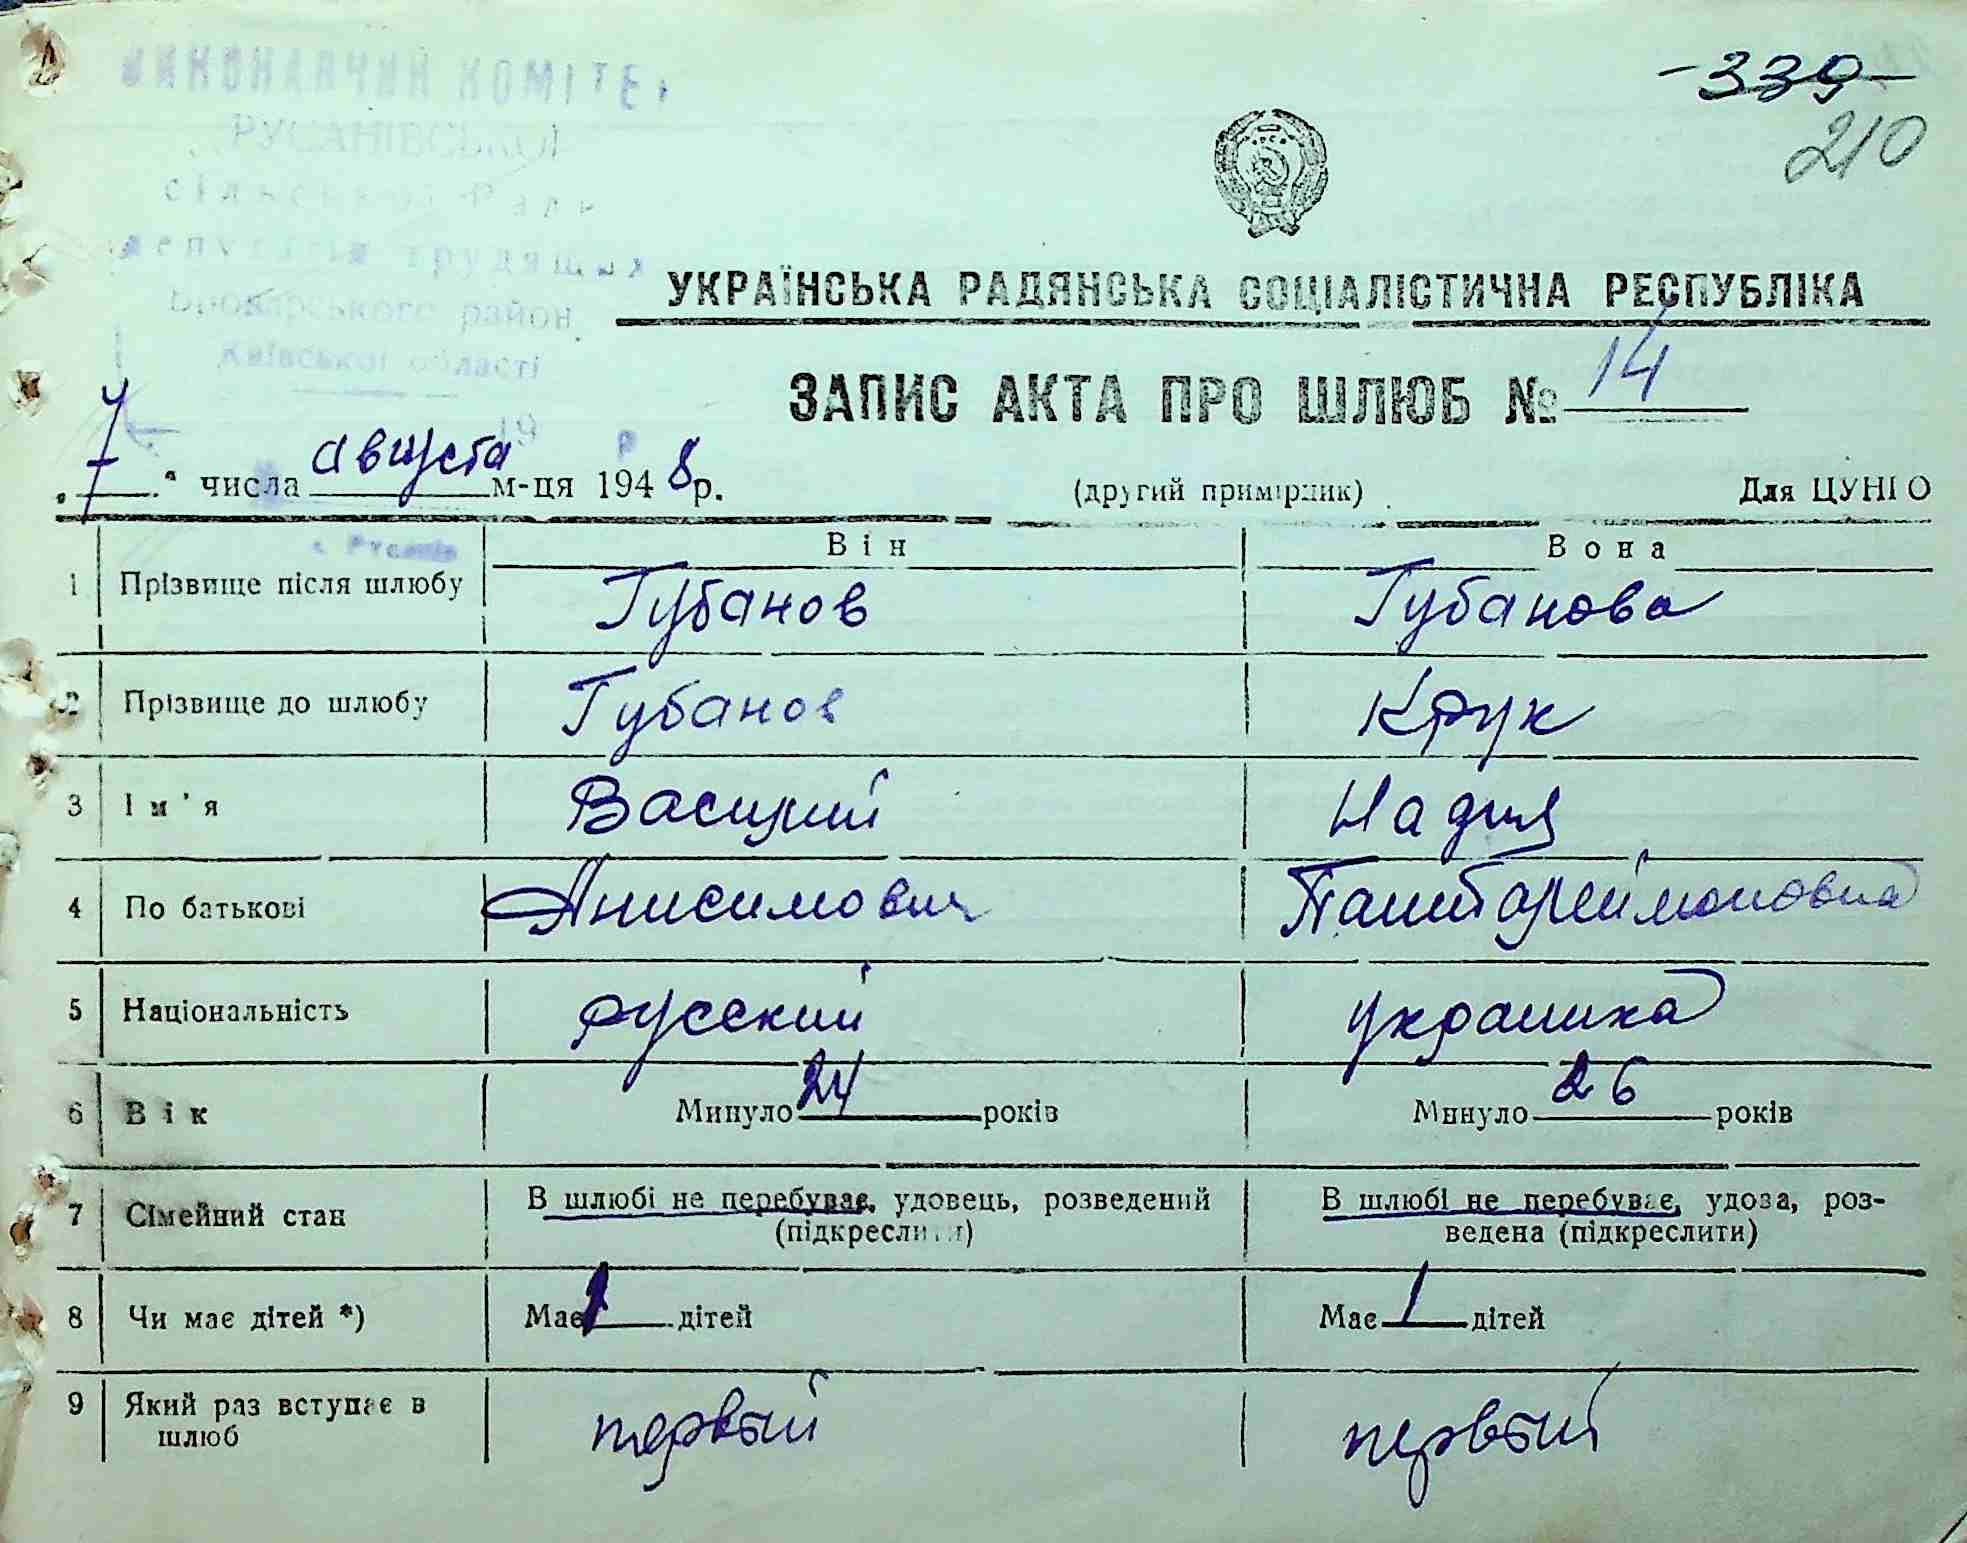 ВИКОНАВЧИЙ КОМІТЕТ
РУСАНІВСЬКОЇ
сільської Ради
депутатів трудящих
Броварського район.
Київської області
19 р
с. Русанів
-339-
210
УКРАЇНСЬКА РАДЯНСЬКА СОЦІАЛІСТИЧНА РЕСПУБЛІКА
ЗАПИС АКТА ПРО ШЛЮБ № 14
„7" числа августа м-ця 1948 р. (другий примірник) Для ЦУНГО
Він Вона
1 Прізвище після шлюбу Губанов Губанова
2 Прізвище до шлюбу Губанов Крук
3 Ім'я Василий Надия
4 По батькові Анисимович
5 Національність русский украинка
6 Вік Минуло 24 років Минуло 26 років
7 Сімейний стан В шлюбі не перебуває, удовець, розведений В шлюбі не перебуває, удова, роз-
(підкреслити) ведена (підкреслити)
8 Чи має дітей *) Має 1 дітей Має 1 дітей
9 Який раз вступає в первый первый
шлюб